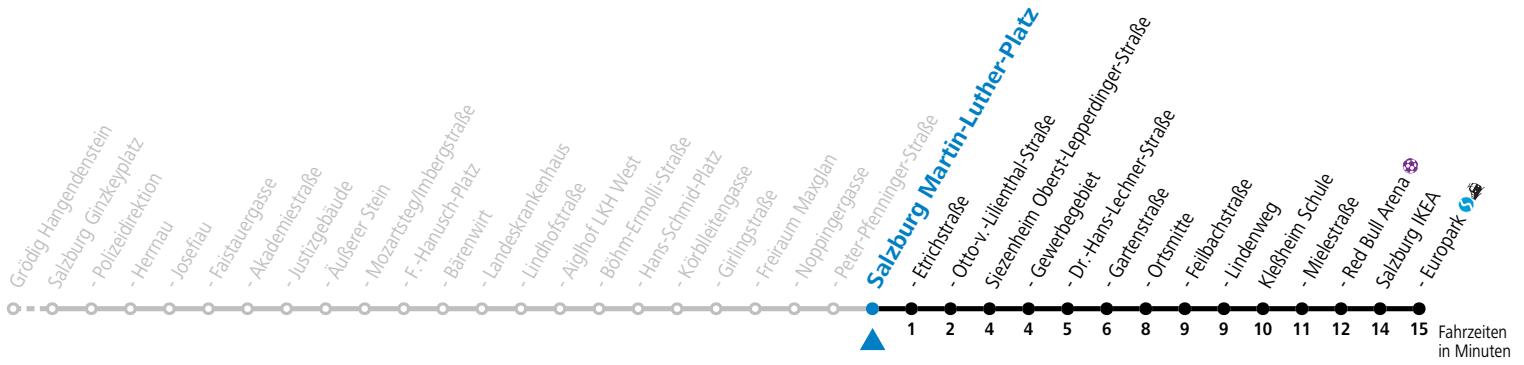 Grödig Hangendenstein
Salzburg Ginzkeyplatz
- Polizeidirektion
- Herrnau
- Josefiau
- Faistauergasse
- Akademiestraße
- Justizgebäude
- Äußerer Stein
- Mozartsteg/Imbergstraße
- F.-Hanusch-Platz
- Bärenwirt
- Landeskrankenhaus
- Lindhofstraße
- Aiglhof LKH West
- Böhm-Ermolli-Straße
- Hans-Schmid-Platz
- Körblleitengasse
- Girlingstraße
- Freiraum Maxglan
- Noppingergasse
- Peter-Pfenninger-Straße
Salzburg Martin-Luther-Platz
- Etrichstraße
- Otto-v.-Lilienthal-Straße
Siezenheim Oberst-Lepperdinger-Straße
- Gewerbegebiet
- Dr.-Hans-Lechner-Straße
- Gartenstraße
- Ortsmitte
- Feilbachstraße
- Lindenweg
Kleßheim Schule
- Mielestraße
- Red Bull Arena
Salzburg IKEA
- Europark
1 2 4 4 5 6 8 9 9 10 11 12 14 15 Fahrzeiten
in Minuten